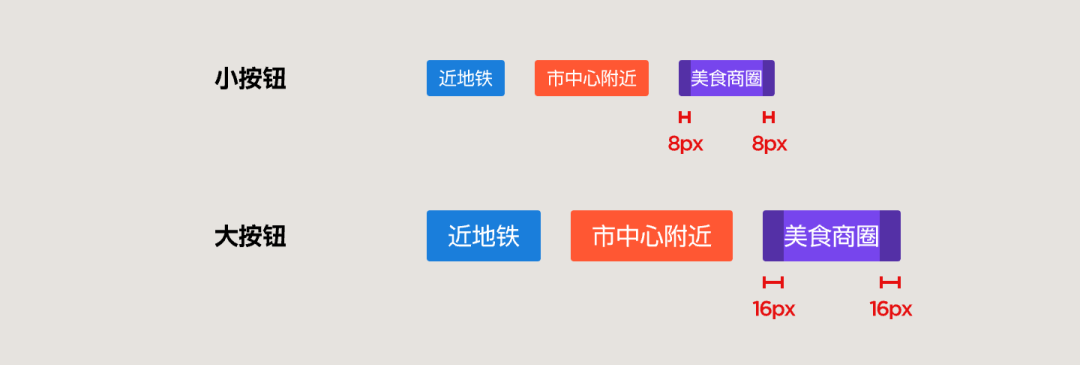 小按钮
近地铁
市中心附近
美食商圈
8px
8px
大按钮
近地铁
市中心附近
美食商圈
16px
16px